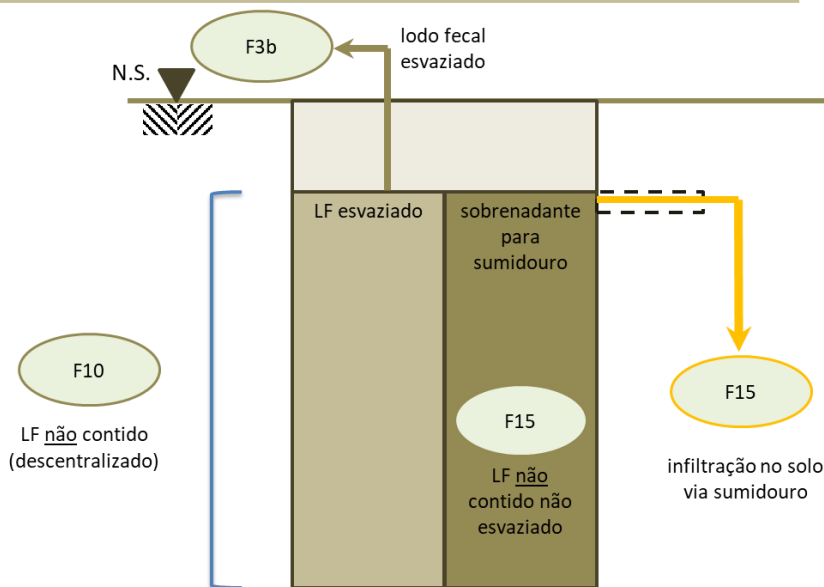 F3b
lodo fecal
esvaziado
N.S.
LF esvaziado
sobrenadante
para
sumidouro
F10
LF não contido
(descentralizado)
F15
LF não
contido não
esvaziado
F15
infiltração no solo
via sumidouro